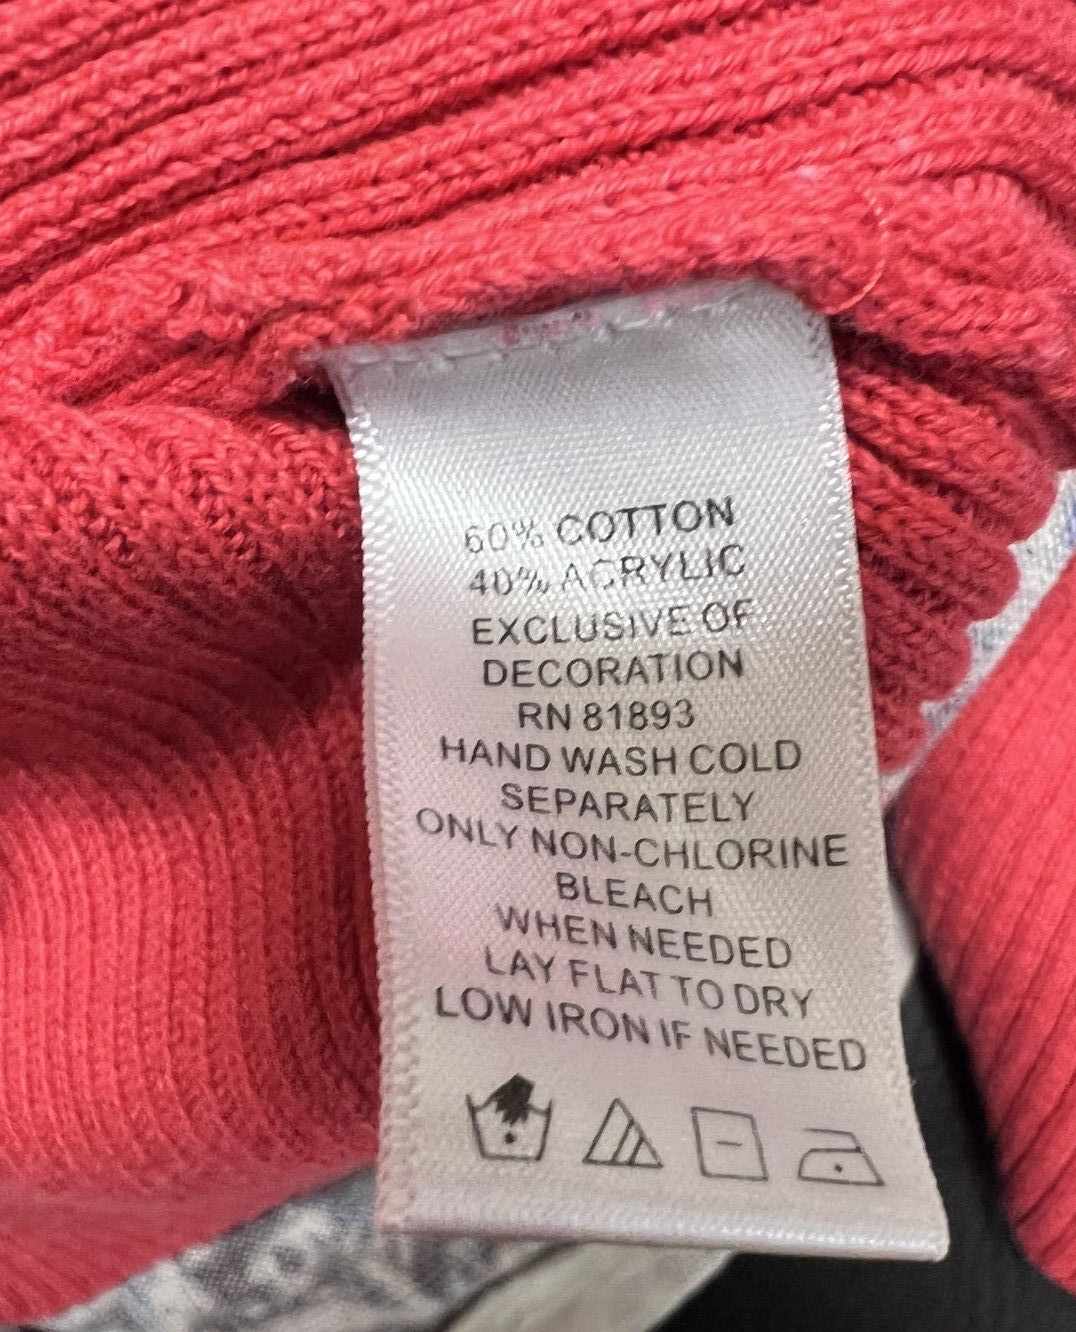 60% COTTON
40% ACRYLIC
EXCLUSIVE OF
DECORATION
RN 81893
HAND WASH COLD
SEPARATELY
ONLY NON-CHLORINE
BLEACH
WHEN NEEDED
LAY FLAT TO DRY
LOW IRON IF NEEDED